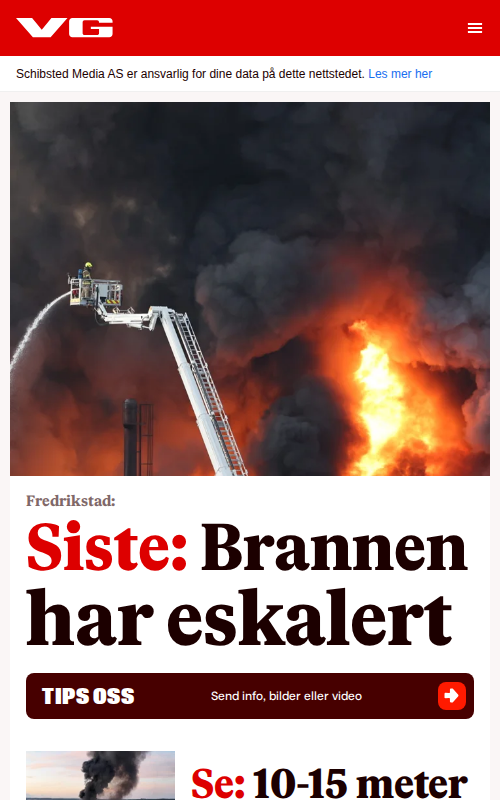 VG
Schibsted Media AS er ansvarlig for dine data på dette nettstedet. Les mer her
Fredrikstad:
Siste: Brannen
har eskalert
TIPS OSS
Send info, bilder eller video
Se: 10-15 meter